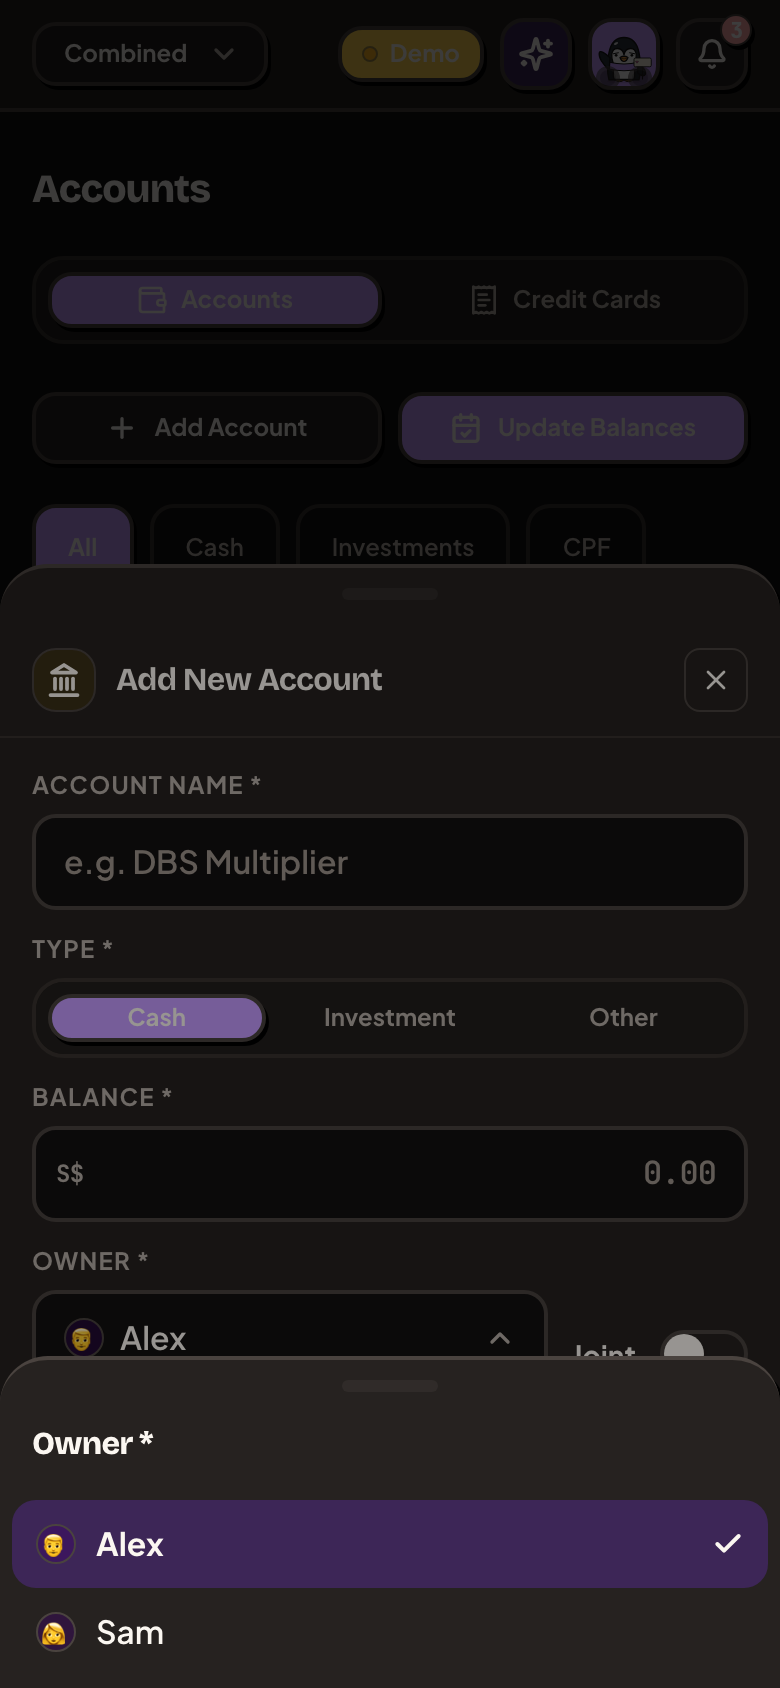 Combined
Demo
3
Accounts
Accounts
Credit Cards
Add Account
Update Balances
All
Cash
Investments
CPF
Add New Account
ACCOUNT NAME *
e.g. DBS Multiplier
TYPE *
Cash
Investment
Other
BALANCE *
S$
0.00
OWNER *
Alex
Joint
Owner *
Alex
Sam